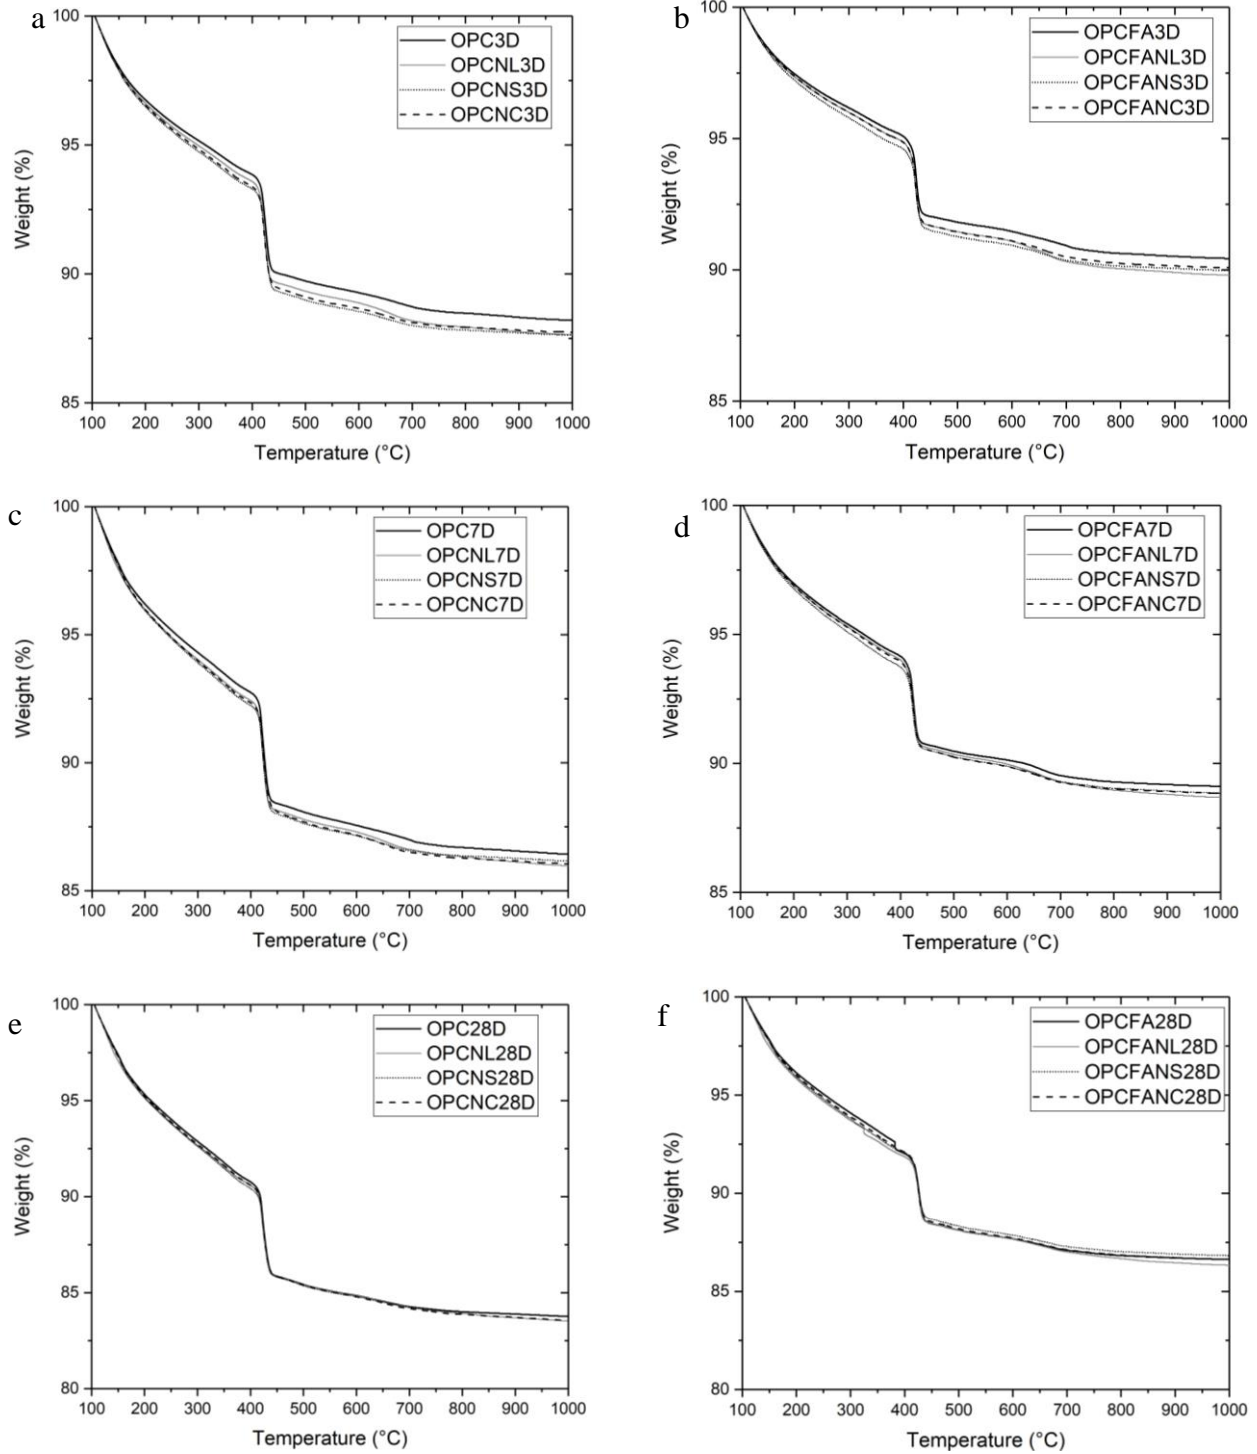 a
100
95
90
85
Weight (%)
OPC3D
OPCNL3D
OPCNS3D
OPCNC3D
100 200 300 400 500 600 700 800 900 1000
Temperature (°C)
b
100
95
90
85
Weight (%)
OPCFA3D
OPCFANL3D
OPCFANS3D
OPCFANC3D
100 200 300 400 500 600 700 800 900 1000
Temperature (°C)
c
100
95
90
85
Weight (%)
OPC7D
OPCNL7D
OPCNS7D
OPCNC7D
100 200 300 400 500 600 700 800 900 1000
Temperature (°C)
d
100
95
90
85
Weight (%)
OPCFA7D
OPCFANL7D
OPCFANS7D
OPCFANC7D
100 200 300 400 500 600 700 800 900 1000
Temperature (°C)
e
100
95
90
85
80
Weight (%)
OPC28D
OPCNL28D
OPCNS28D
OPCNC28D
100 200 300 400 500 600 700 800 900 1000
Temperature (°C)
f
100
95
90
85
80
Weight (%)
OPCFA28D
OPCFANL28D
OPCFANS28D
OPCFANC28D
100 200 300 400 500 600 700 800 900 1000
Temperature (°C)